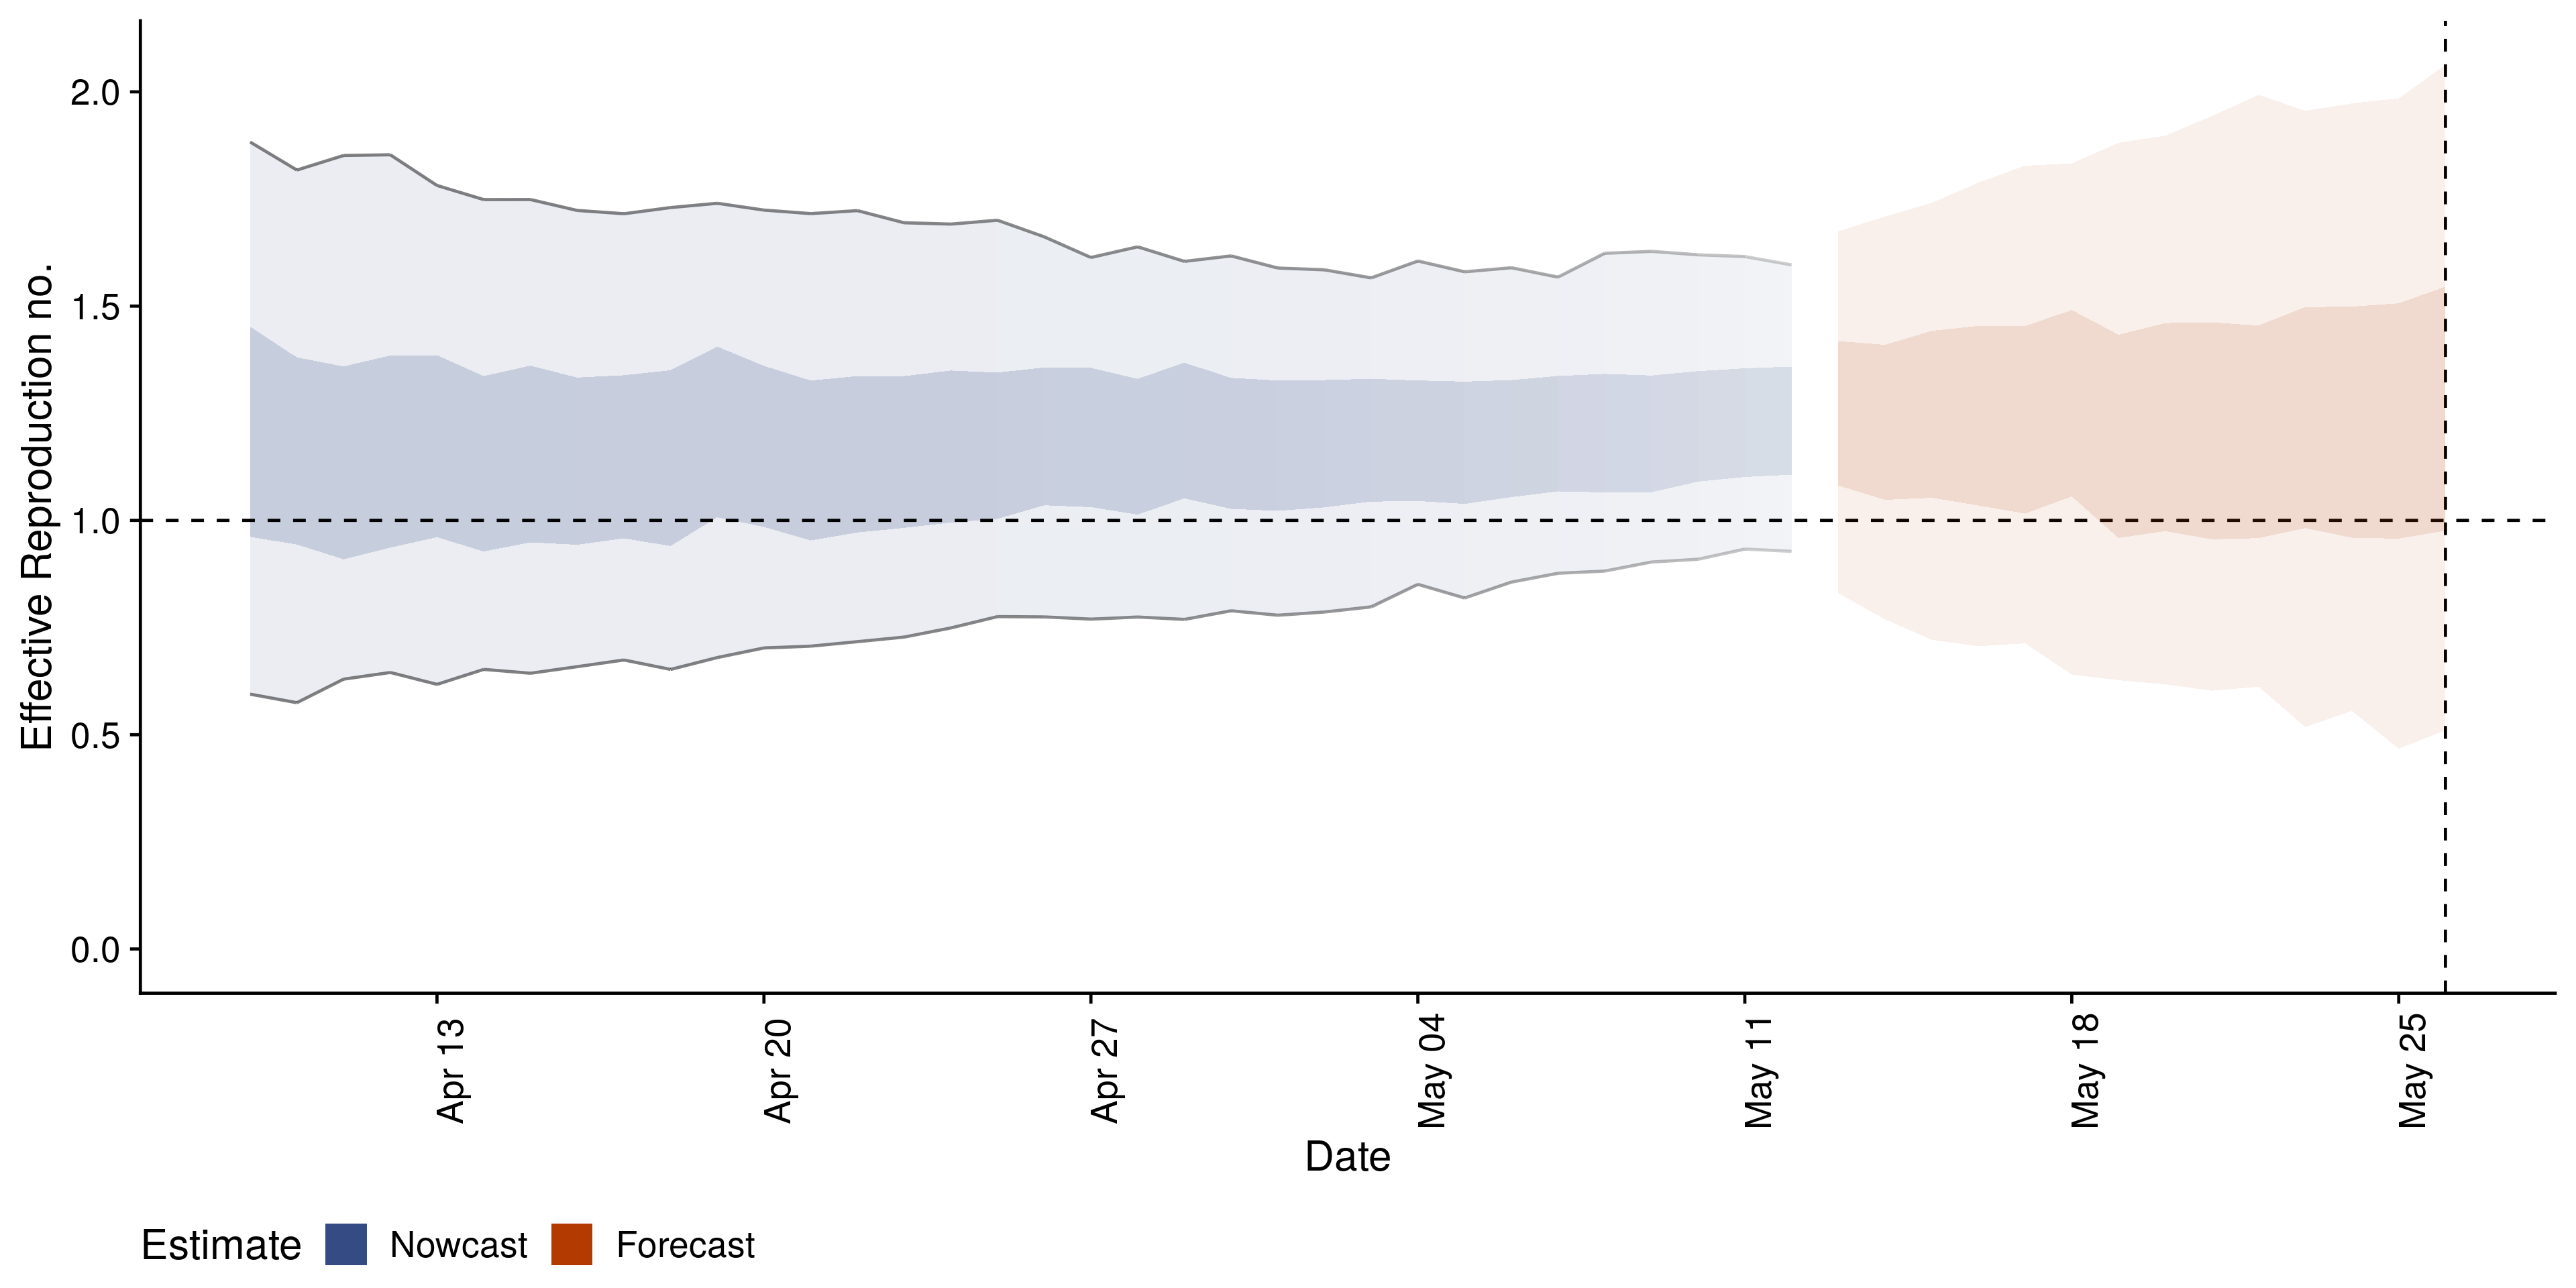 Effective Reproduction no.
2.0
1.5
1.0
0.5
0.0
Apr 13
Apr 20
Apr 27
May 04
May 11
May 18
May 25
Date
Estimate Nowcast Forecast